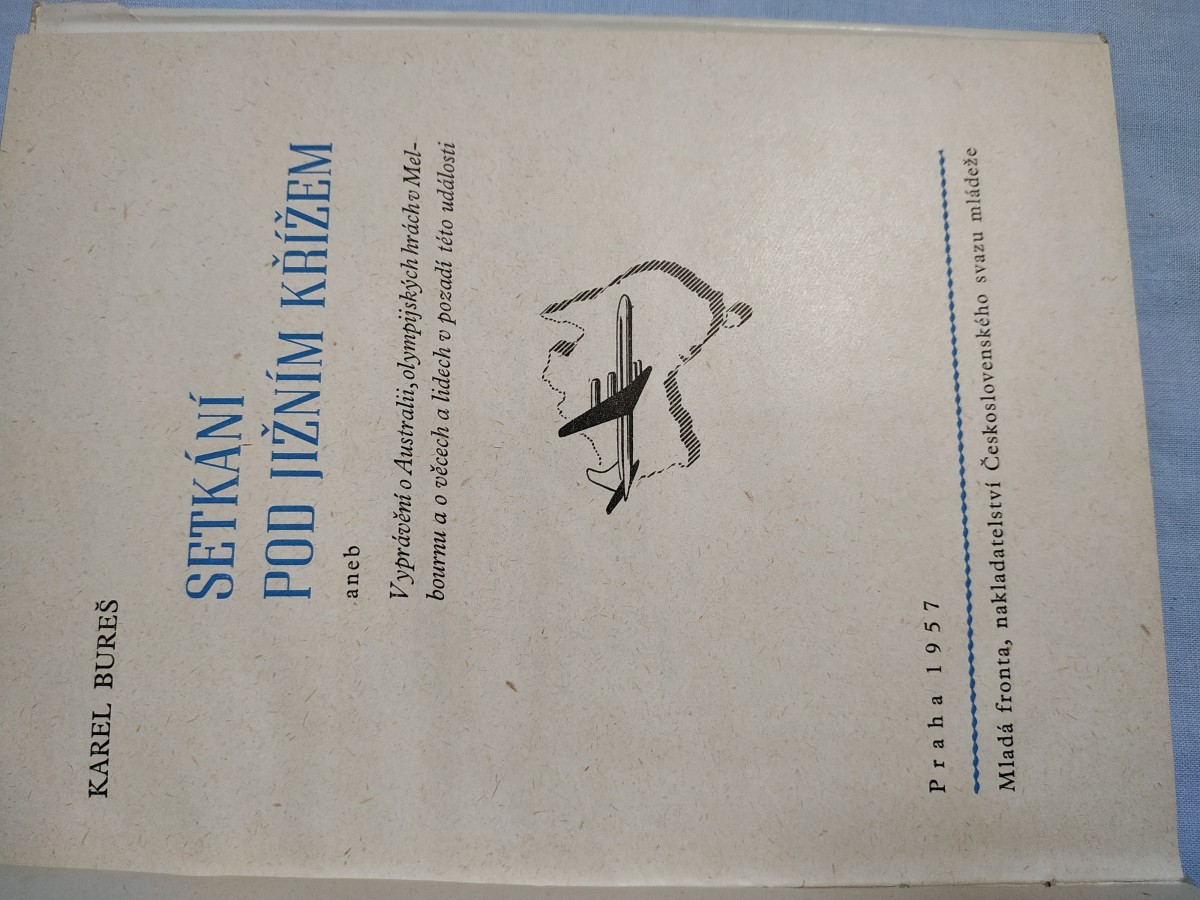 KAREL BUREŠ
SETKÁNÍ
POD JIŽNÍM KŘÍŽEM
aneb
Vyprávění o Australii, olympijských hrách v Mel-
bournu a o věcech a lidech v pozadí této události
Praha 1957
Mladá fronta, nakladatelství Československého svazu mládeže